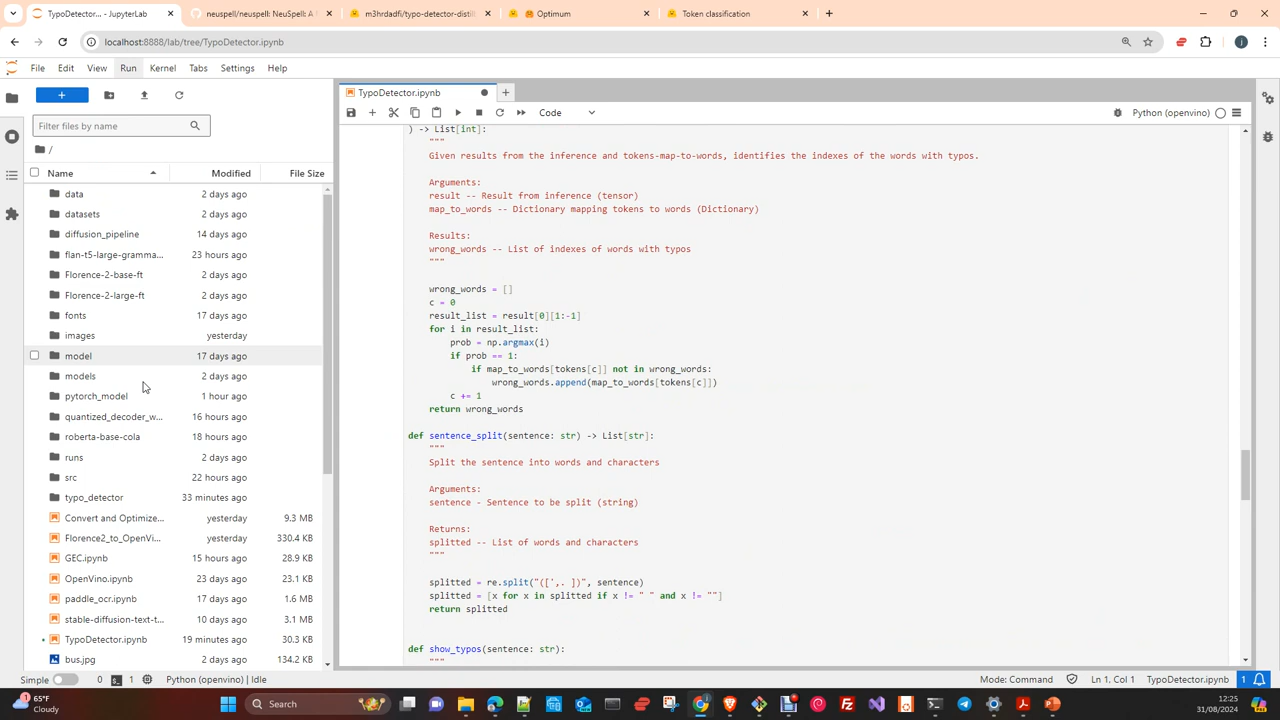 TypoDetector... - JupyterLab
neuspell/neuspell: NeuSpell: A
m3hrdadfi/typo-detector-distil
Optimum
Token classification
localhost:8888/lab/tree/TypoDetector.ipynb
File Edit View Run Kernel Tabs Settings Help
TypoDetector.ipynb
Code
Python (openvino)
Filter files by name
/
Name Modified File Size
data 2 days ago
datasets 2 days ago
diffusion_pipeline 14 days ago
flan-t5-large-gramma... 23 hours ago
Florence-2-base-ft 2 days ago
Florence-2-large-ft 2 days ago
fonts 17 days ago
images yesterday
model 17 days ago
models 2 days ago
pytorch_model 1 hour ago
quantized_decoder_w... 16 hours ago
roberta-base-cola 18 hours ago
runs 2 days ago
src 22 hours ago
typo_detector 33 minutes ago
Convert and Optimize... yesterday 9.3 MB
Florence2_to_OpenVi... yesterday 330.4 KB
GEC.ipynb 15 hours ago 28.9 KB
OpenVino.ipynb 23 days ago 23.1 KB
paddle_ocr.ipynb 17 days ago 1.6 MB
stable-diffusion-text-t... 10 days ago 3.1 MB
TypoDetector.ipynb 19 minutes ago 30.3 KB
bus.jpg 2 days ago 134.2 KB
) -> List[int]:
"""
Given results from the inference and tokens-map-to-words, identifies the indexes of the words with typos.
Arguments:
result -- Result from inference (tensor)
map_to_words -- Dictionary mapping tokens to words (Dictionary)
Results:
wrong_words -- List of indexes of words with typos
"""
wrong_words = []
c = 0
result_list = result[0][1:-1]
for i in result_list:
prob = np.argmax(i)
if prob == 1:
if map_to_words[tokens[c]] not in wrong_words:
wrong_words.append(map_to_words[tokens[c]])
c += 1
return wrong_words
def sentence_split(sentence: str) -> List[str]:
"""
Split the sentence into words and characters
Arguments:
sentence - Sentence to be split (string)
Returns:
splitted -- List of words and characters
"""
splitted = re.split("([',. ])", sentence)
splitted = [x for x in splitted if x != " " and x != ""]
return splitted
def show_typos(sentence: str):
"""
Simple 0 1 Python (openvino) | Idle
Mode: Command Ln 1, Col 1 TypoDetector.ipynb 1
65°F
Cloudy
Search
12:25
31/08/2024